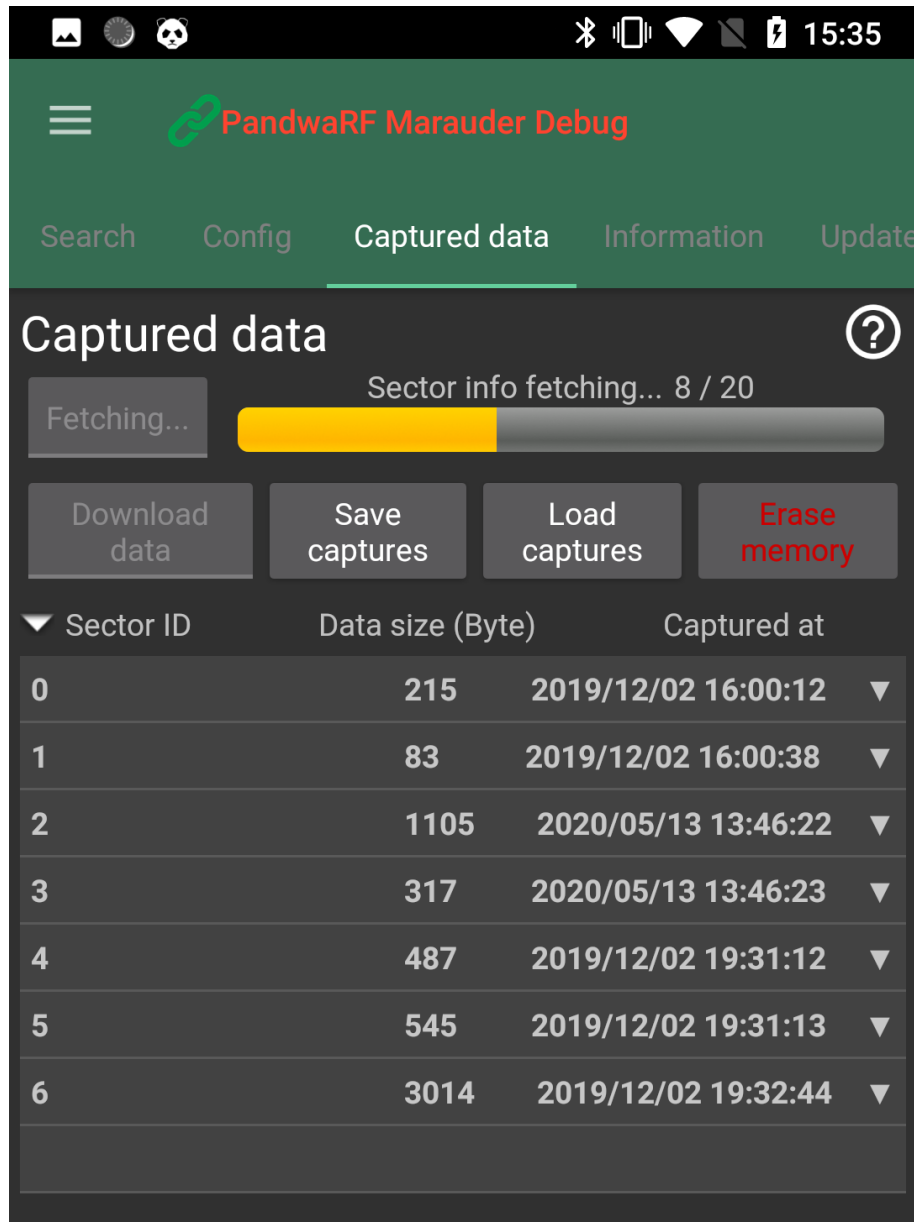 15:35
PandwaRF Marauder Debug
Search Config Captured data Information Update
Captured data
Sector info fetching... 8 / 20
Fetching...
Download data
Save captures
Load captures
Erase memory
Sector ID Data size (Byte) Captured at
0 215 2019/12/02 16:00:12
1 83 2019/12/02 16:00:38
2 1105 2020/05/13 13:46:22
3 317 2020/05/13 13:46:23
4 487 2019/12/02 19:31:12
5 545 2019/12/02 19:31:13
6 3014 2019/12/02 19:32:44